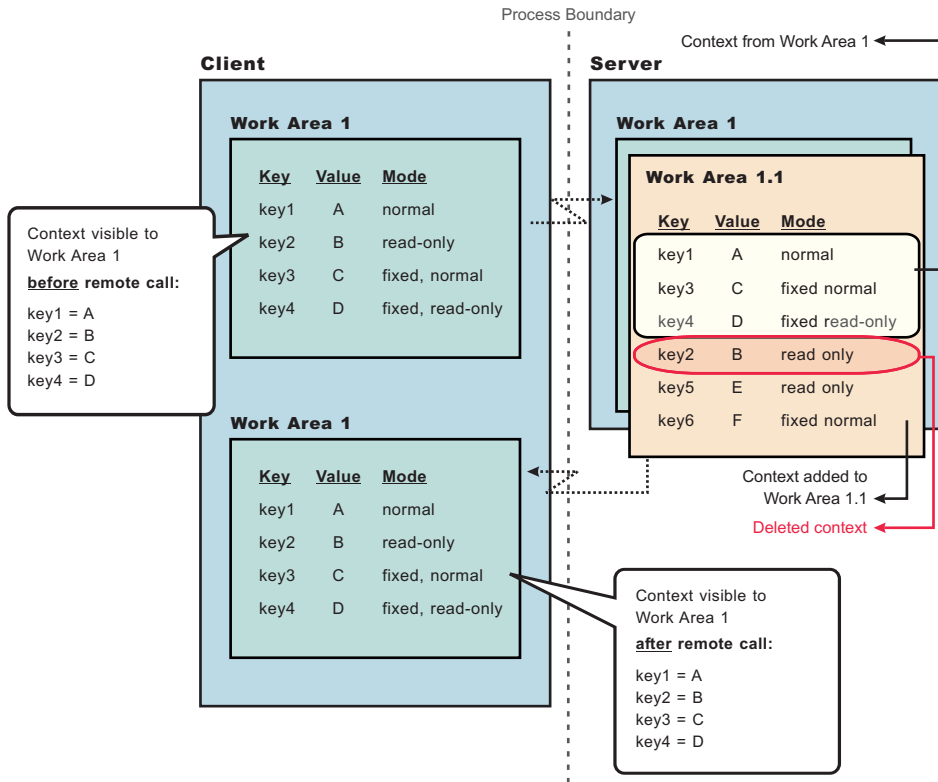 Process Boundary
Context from Work Area 1
Client
Server
Work Area 1
Key Value Mode
key1 A normal
key2 B read-only
key3 C fixed, normal
key4 D fixed, read-only
Context visible to
Work Area 1
before remote call:
key1 = A
key2 = B
key3 = C
key4 = D
Work Area 1
Work Area 1.1
Key Value Mode
key1 A normal
key3 C fixed normal
key4 D fixed read-only
key2 B read only
key5 E read only
key6 F fixed normal
Context added to
Work Area 1.1
Deleted context
Work Area 1
Key Value Mode
key1 A normal
key2 B read-only
key3 C fixed, normal
key4 D fixed, read-only
Context visible to
Work Area 1
after remote call:
key1 = A
key2 = B
key3 = C
key4 = D